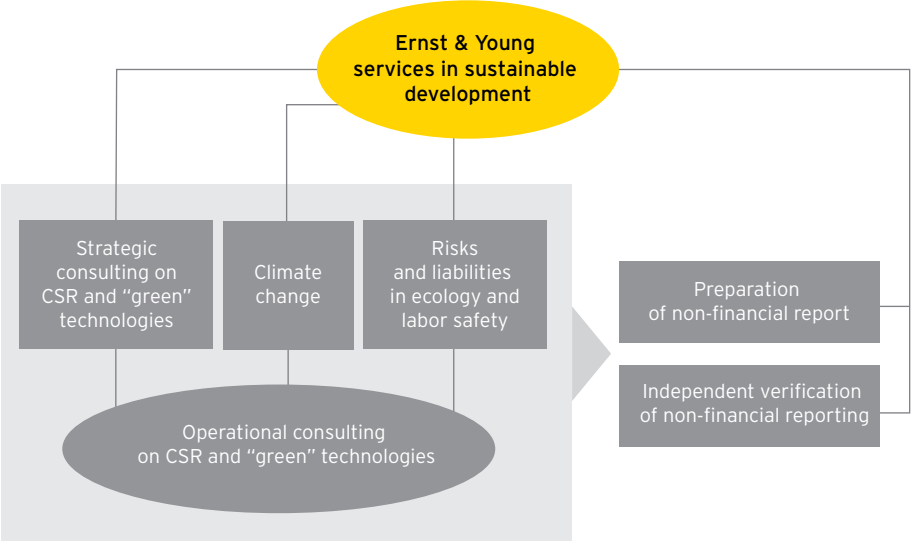 Ernst & Young
services in sustainable
development
Strategic
consulting on
CSR and “green”
technologies
Climate
change
Risks
and liabilities
in ecology and
labor safety
Preparation
of non-financial report
Independent verification
of non-financial reporting
Operational consulting
on CSR and “green” technologies